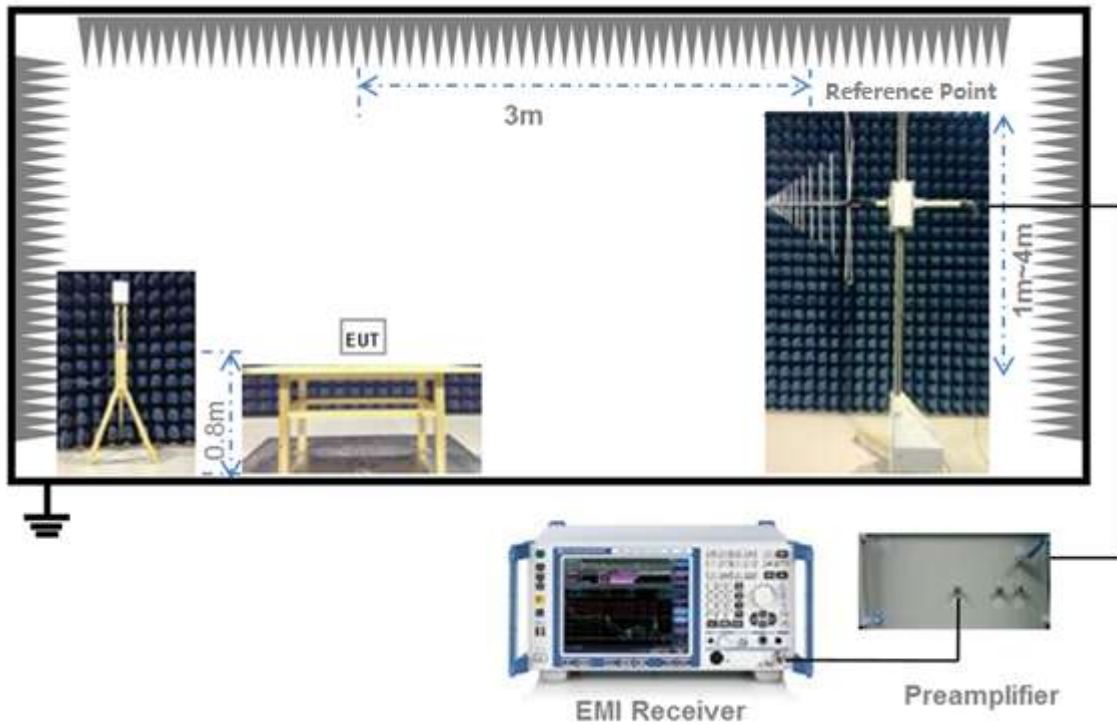 Reference Point
3m
1m~4m
EUT
0.8m
EMI Receiver
Preamplifier